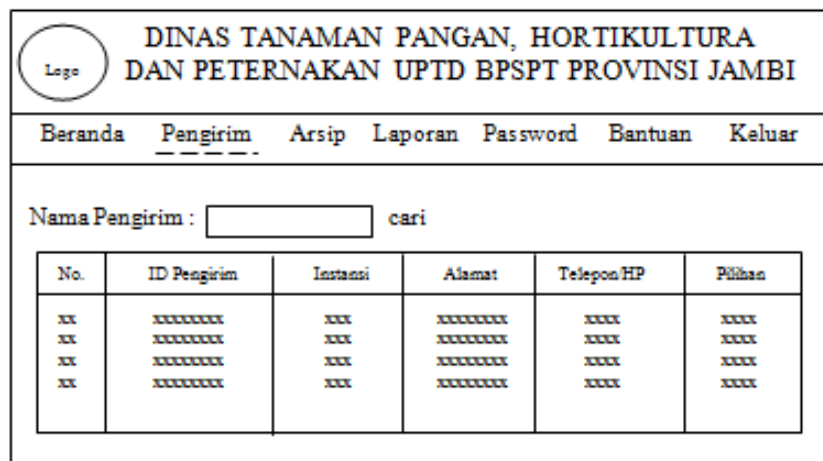 Logo
DINAS TANAMAN PANGAN, HORTIKULTURA
DAN PETERNAKAN UPTD BPSPT PROVINSI JAMBI
Beranda Pengirim Arsip Laporan Password Bantuan Keluar
Nama Pengirim : cari
No. ID Pengirim Instansi Alamat Telepon/HP Pilihan
xx xxxxxxxx xxx xxxxxxxx xxxx xxxx
xx xxxxxxxx xxx xxxxxxxx xxxx xxxx
xx xxxxxxxx xxx xxxxxxxx xxxx xxxx
xx xxxxxxxx xxx xxxxxxxx xxxx xxxx